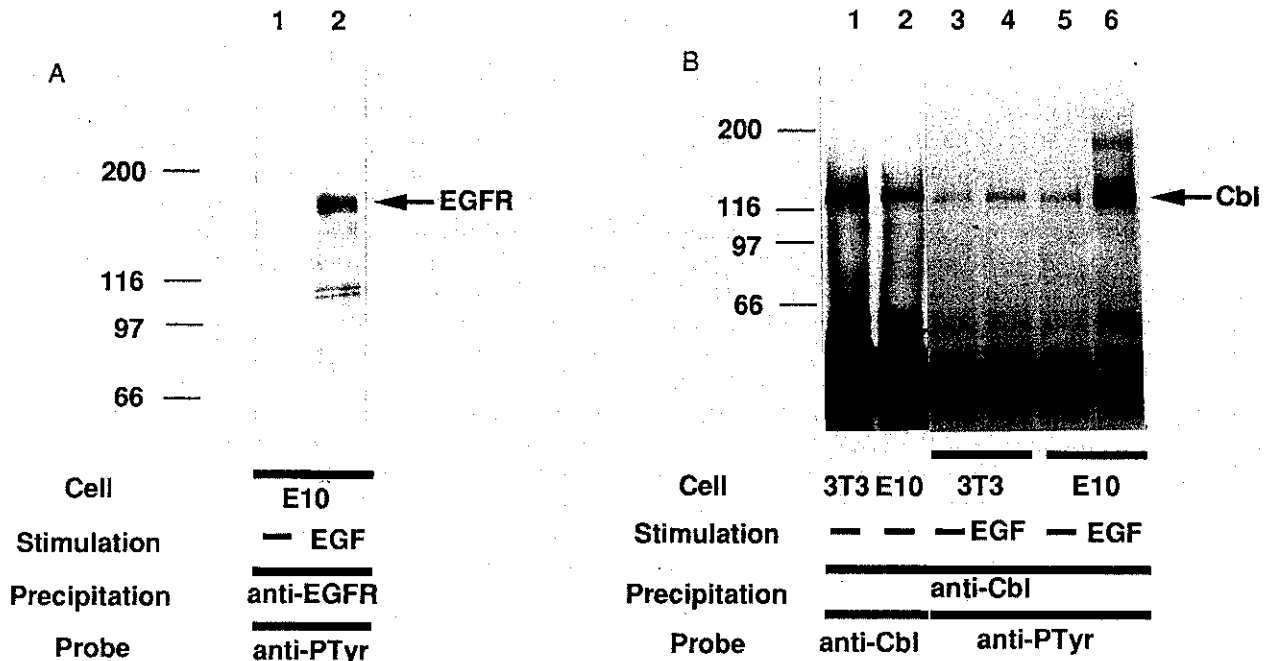 1 2
A
200
EGFR
116
97
66
Cell E10
Stimulation – EGF
Precipitation anti-EGFR
Probe anti-PTyr
1 2 3 4 5 6
B
200
Cbl
116
97
66
Cell 3T3 E10 3T3 E10
Stimulation – – – EGF – EGF
Precipitation anti-Cbl
Probe anti-Cbl anti-PTyr